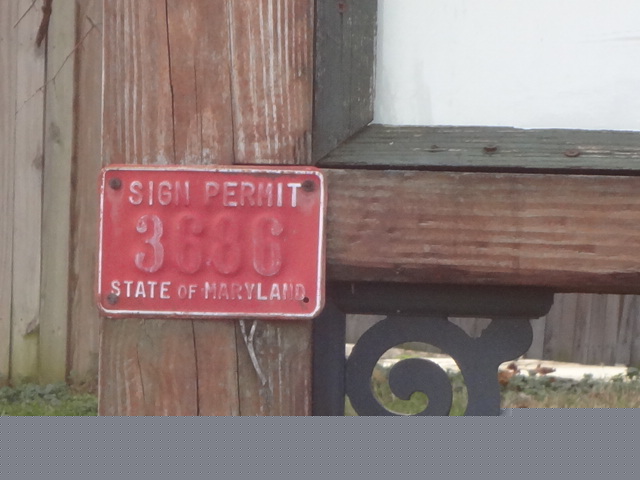 SIGN PERMIT
3686
STATE OF MARYLAND